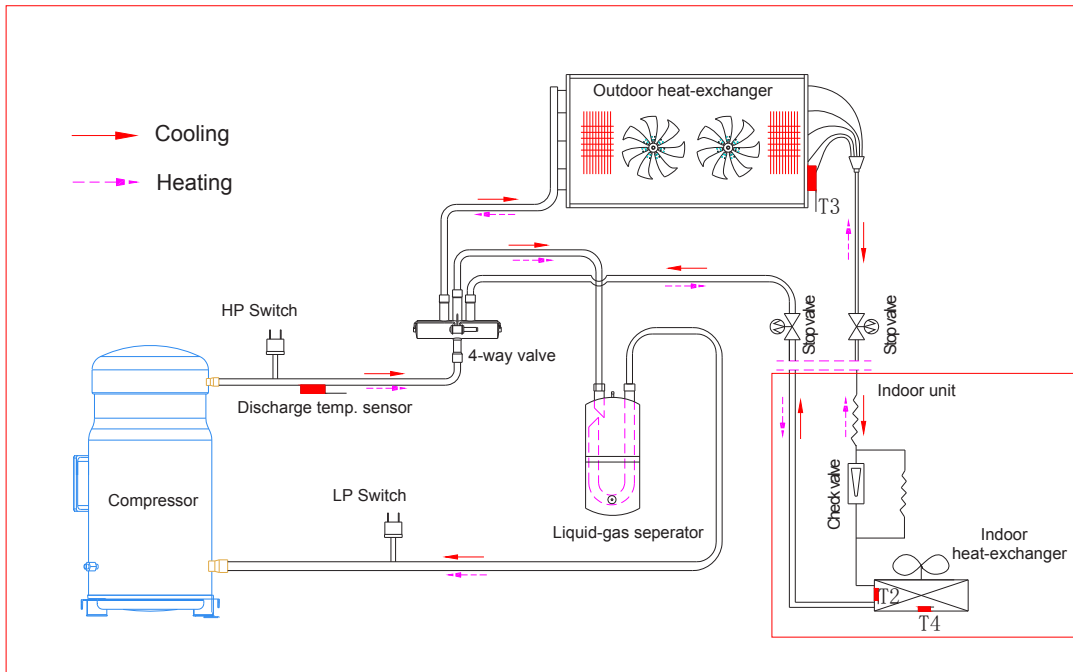 Outdoor heat-exchanger
Cooling
Heating
T3
HP Switch
4-way valve
Stop valve
Stop valve
Discharge temp. sensor
Indoor unit
Compressor
LP Switch
Check valve
Liquid-gas seperator
Indoor
heat-exchanger
T2
T4